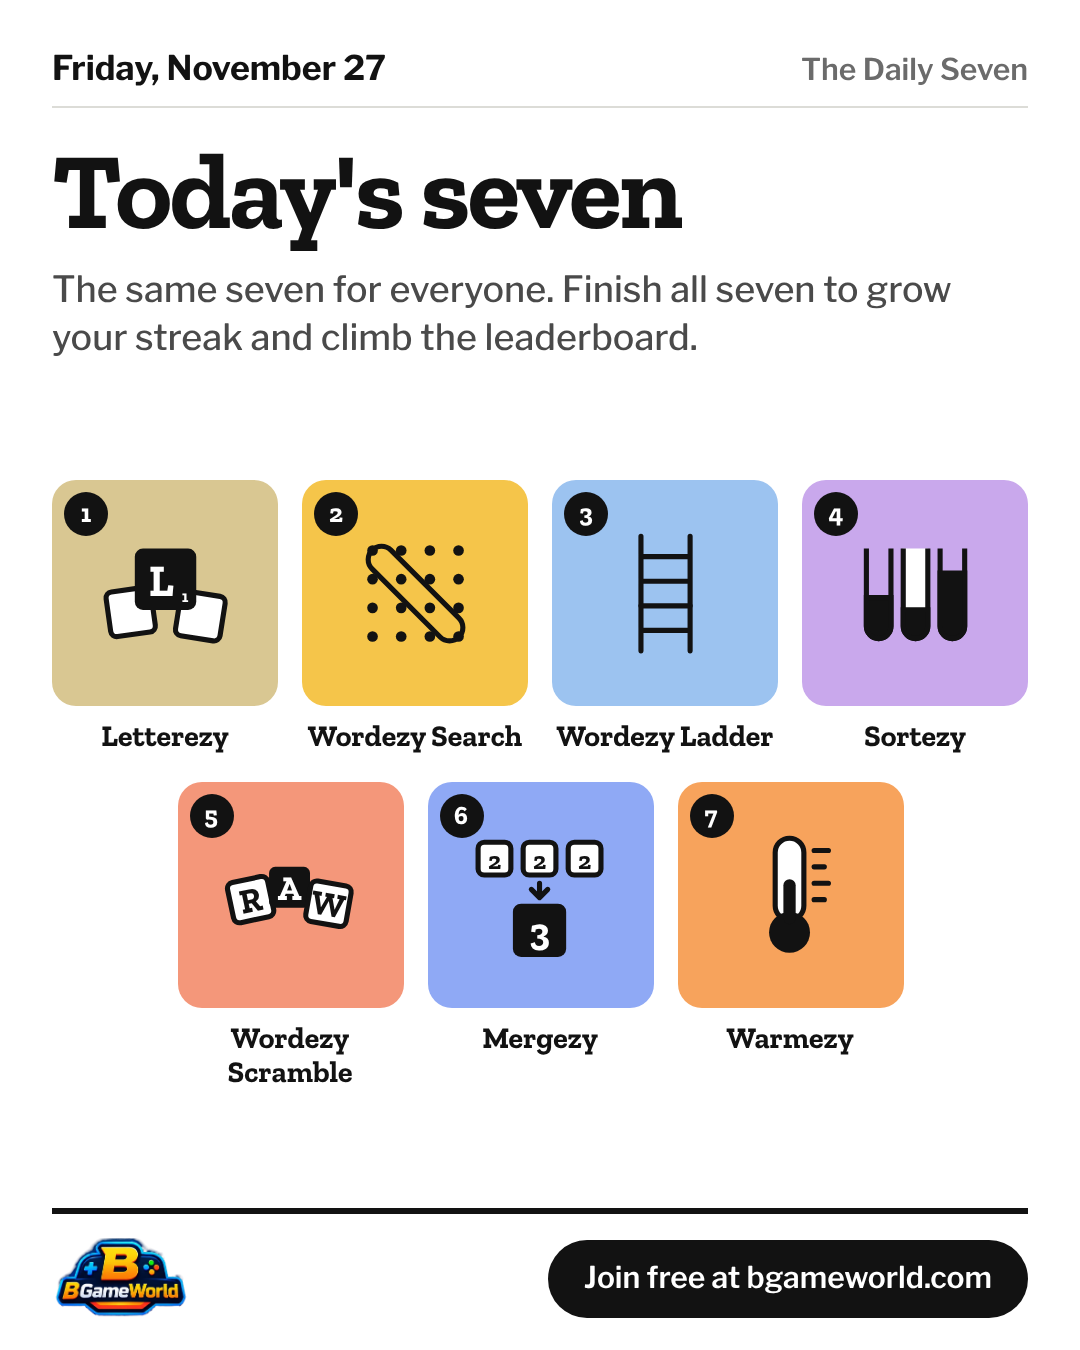 Friday, November 27
The Daily Seven
Today's seven
The same seven for everyone. Finish all seven to grow
your streak and climb the leaderboard.
1
2
3
4
L
1
Letterezy
Wordezy Search
Wordezy Ladder
Sortezy
5
6
7
R
A
W
2
2
2
3
Wordezy
Scramble
Mergezy
Warmezy
B
BGameWorld
Join free at bgameworld.com